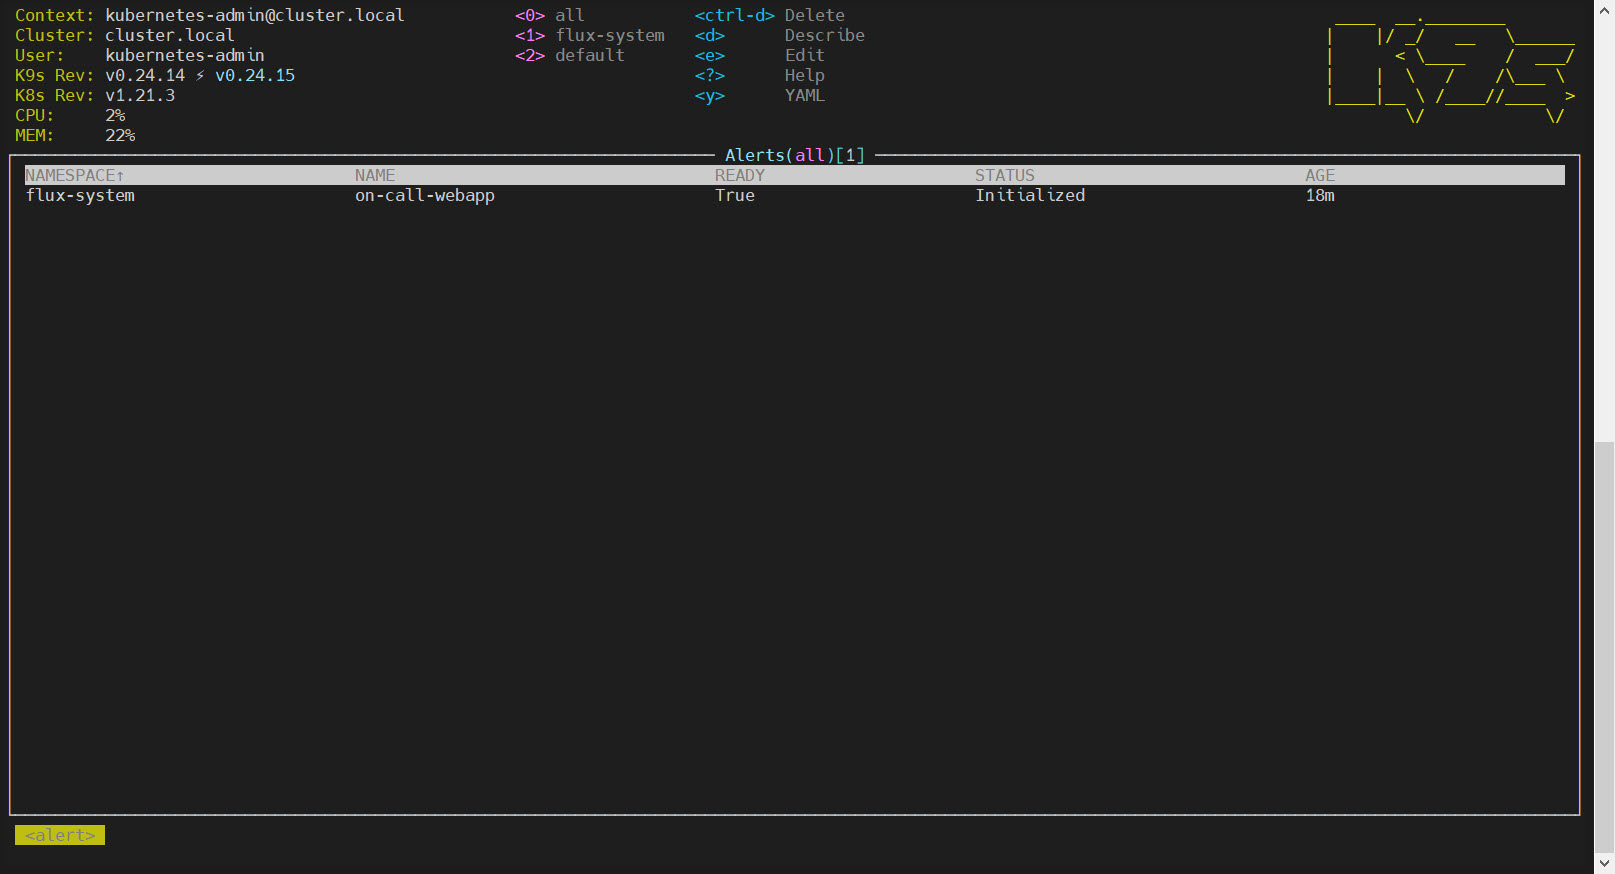 Context: kubernetes-admin@cluster.local <0> all <ctrl-d> Delete
Cluster: cluster.local <1> flux-system <d> Describe
User: kubernetes-admin <2> default <e> Edit
K9s Rev: v0.24.14 ⚡ v0.24.15 <?> Help
K8s Rev: v1.21.3 <y> YAML
CPU: 2%
MEM: 22%
Alerts(all)[1]
NAMESPACE↑ NAME READY STATUS AGE
flux-system on-call-webapp True Initialized 18m
<alert>